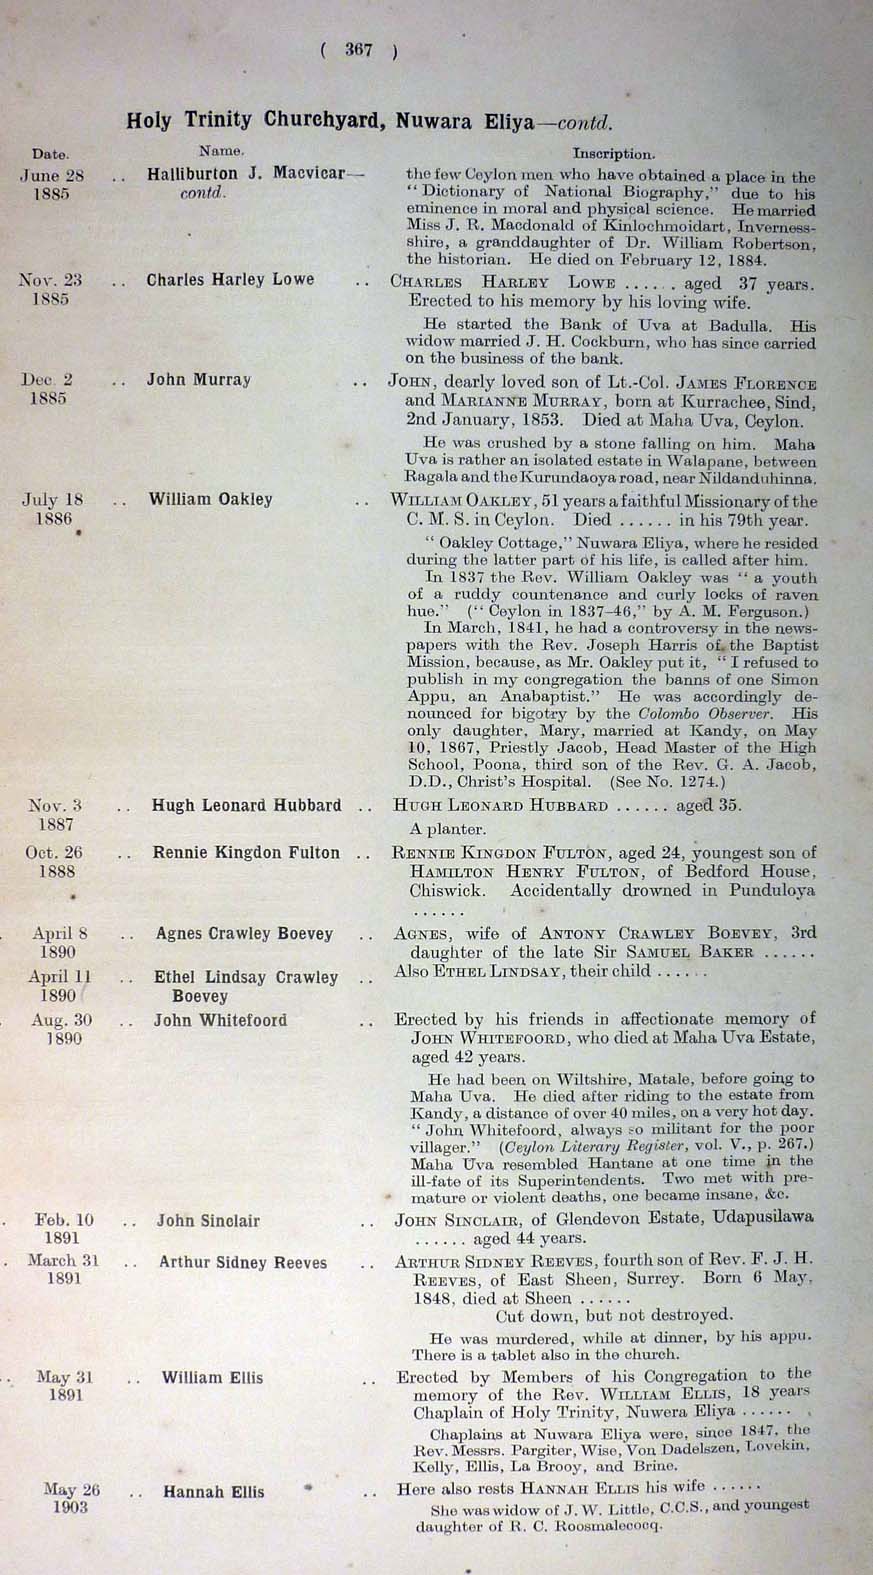 ( 367 )
Holy Trinity Churchyard, Nuwara Eliya—contd.
Date. Name. Inscription.
June 28 .. Halliburton J. Macvicar— the few Ceylon men who have obtained a place in the
1885 contd. “ Dictionary of National Biography,” due to his
eminence in moral and physical science. He married
Miss J. R. Macdonald of Kinlochmoidart, Inverness-
shire, a granddaughter of Dr. William Robertson,
the historian. He died on February 12, 1884.
Nov. 23 .. Charles Harley Lowe .. CHARLES HARLEY LOWE ...... aged 37 years.
1885 Erected to his memory by his loving wife.
He started the Bank of Uva at Badulla. His
widow married J. H. Cockburn, who has since carried
on the business of the bank.
Dec. 2 .. John Murray .. JOHN, dearly loved son of Lt.-Col. JAMES FLORENCE
1885 and MARIANNE MURRAY, born at Kurrachee, Sind,
2nd January, 1853. Died at Maha Uva, Ceylon.
He was crushed by a stone falling on him. Maha
Uva is rather an isolated estate in Walapane, between
Ragala and the Kurundaoya road, near Nildanduhinna.
July 18 .. William Oakley .. WILLIAM OAKLEY, 51 years a faithful Missionary of the
1886 C. M. S. in Ceylon. Died ...... in his 79th year.
“ Oakley Cottage,” Nuwara Eliya, where he resided
during the latter part of his life, is called after him.
In 1837 the Rev. William Oakley was “ a youth
of a ruddy countenance and curly locks of raven
hue.” (“ Ceylon in 1837–46,” by A. M. Ferguson.)
In March, 1841, he had a controversy in the news-
papers with the Rev. Joseph Harris of the Baptist
Mission, because, as Mr. Oakley put it, “ I refused to
publish in my congregation the banns of one Simon
Appu, an Anabaptist.” He was accordingly de-
nounced for bigotry by the Colombo Observer. His
only daughter, Mary, married at Kandy, on May
10, 1867, Priestly Jacob, Head Master of the High
School, Poona, third son of the Rev. G. A. Jacob,
D.D., Christ's Hospital. (See No. 1274.)
Nov. 3 .. Hugh Leonard Hubbard .. HUGH LEONARD HUBBARD ...... aged 35.
1887 A planter.
Oct. 26 .. Rennie Kingdon Fulton .. RENNIE KINGDON FULTON, aged 24, youngest son of
1888 HAMILTON HENRY FULTON, of Bedford House,
Chiswick. Accidentally drowned in Punduloya
......
April 8 .. Agnes Crawley Boevey .. AGNES, wife of ANTONY CRAWLEY BOEVEY, 3rd
1890 daughter of the late Sir SAMUEL BAKER ......
April 11 .. Ethel Lindsay Crawley .. Also ETHEL LINDSAY, their child ......
1890 Boevey
Aug. 30 .. John Whitefoord .. Erected by his friends in affectionate memory of
1890 JOHN WHITEFOORD, who died at Maha Uva Estate,
aged 42 years.
He had been on Wiltshire, Matale, before going to
Maha Uva. He died after riding to the estate from
Kandy, a distance of over 40 miles, on a very hot day.
“ John Whitefoord, always so militant for the poor
villager.” (Ceylon Literary Register, vol. V., p. 267.)
Maha Uva resembled Hantane at one time in the
ill-fate of its Superintendents. Two met with pre-
mature or violent deaths, one became insane, &c.
Feb. 10 .. John Sinclair .. JOHN SINCLAIR, of Glendevon Estate, Udapusilawa
1891 ...... aged 44 years.
March 31 .. Arthur Sidney Reeves .. ARTHUR SIDNEY REEVES, fourth son of Rev. F. J. H.
1891 REEVES, of East Sheen, Surrey. Born 6 May,
1848, died at Sheen ......
Cut down, but not destroyed.
He was murdered, while at dinner, by his appu.
There is a tablet also in the church.
May 31 .. William Ellis .. Erected by Members of his Congregation to the
1891 memory of the Rev. WILLIAM ELLIS, 18 years
Chaplain of Holy Trinity, Nuwera Eliya ......
Chaplains at Nuwara Eliya were, since 1847, the
Rev. Messrs. Pargiter, Wise, Von Dadelszen, Lovekin,
Kelly, Ellis, La Brooy, and Brine.
May 26 .. Hannah Ellis .. Here also rests HANNAH ELLIS his wife ......
1903 She was widow of J. W. Little, C.C.S., and youngest
daughter of R. C. Roosmalecocq.